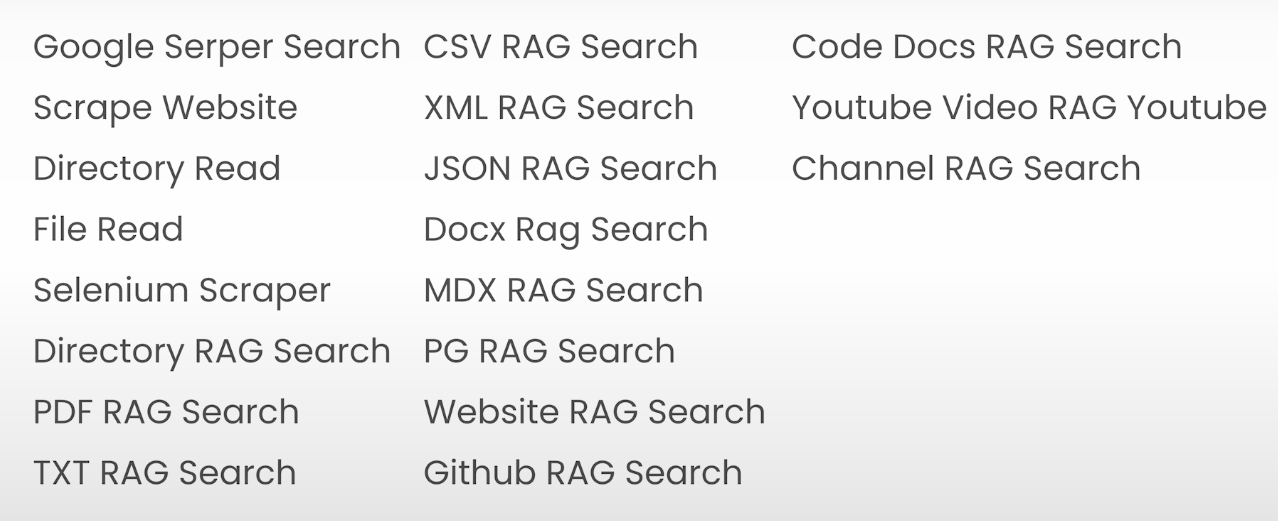 Google Serper Search
Scrape Website
Directory Read
File Read
Selenium Scraper
Directory RAG Search
PDF RAG Search
TXT RAG Search
CSV RAG Search
XML RAG Search
JSON RAG Search
Docx Rag Search
MDX RAG Search
PG RAG Search
Website RAG Search
Github RAG Search
Code Docs RAG Search
Youtube Video RAG Youtube
Channel RAG Search